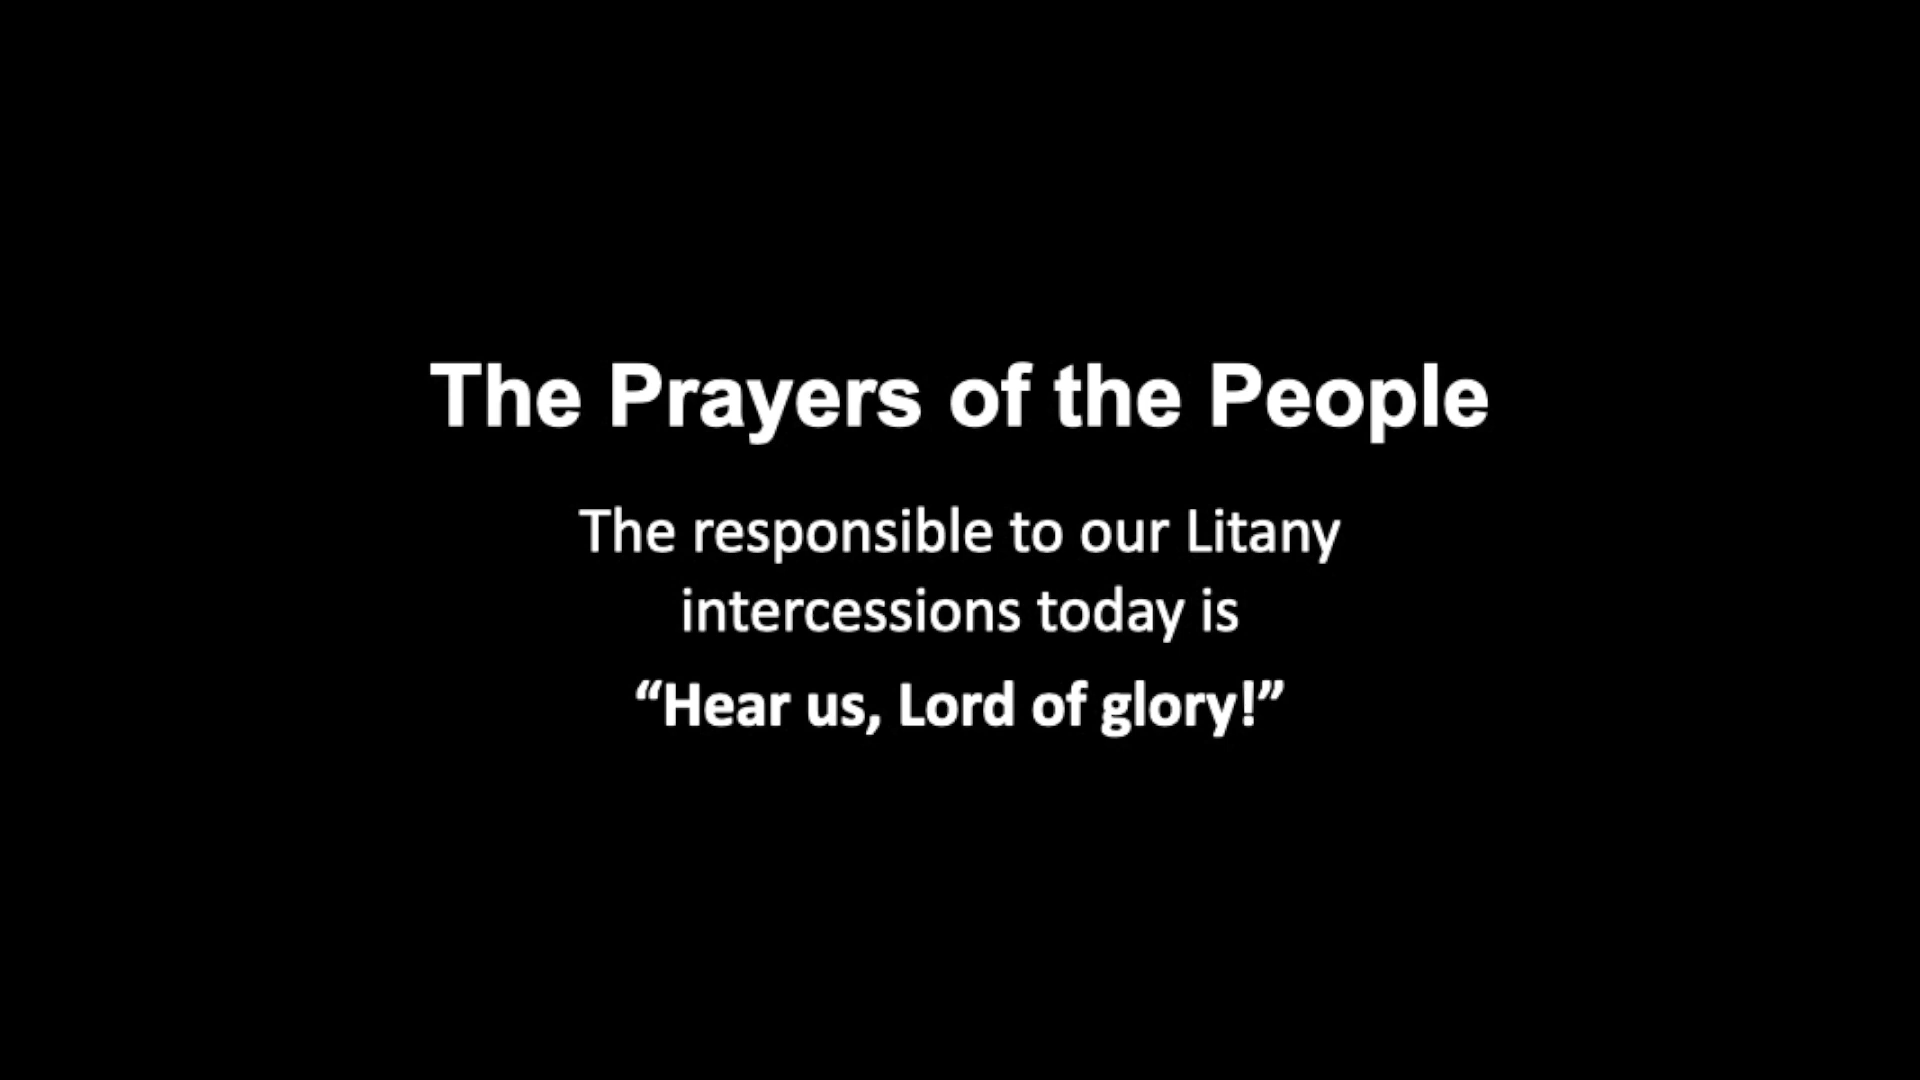 The Prayers of the People
The responsible to our Litany
intercessions today is
“Hear us, Lord of glory!”